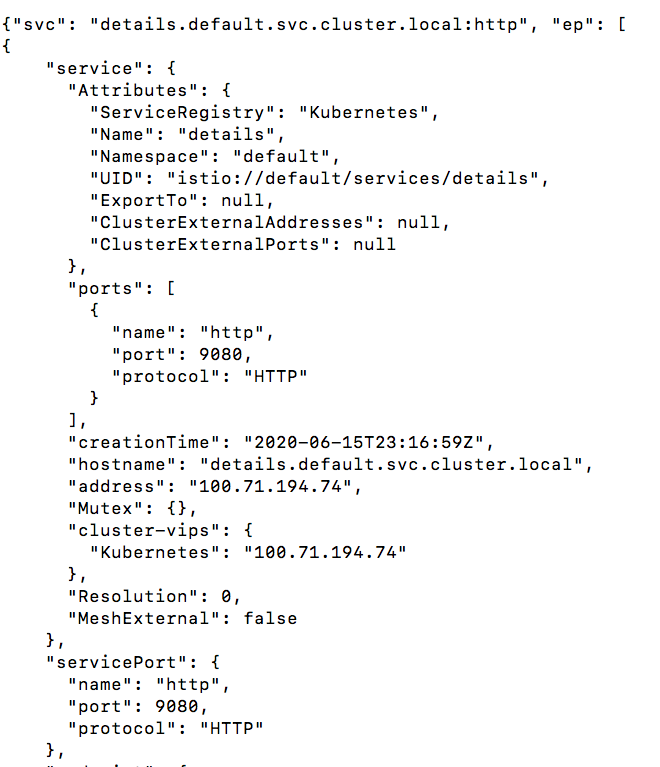 {"svc": "details.default.svc.cluster.local:http", "ep": [
{
    "service": {
      "Attributes": {
        "ServiceRegistry": "Kubernetes",
        "Name": "details",
        "Namespace": "default",
        "UID": "istio://default/services/details",
        "ExportTo": null,
        "ClusterExternalAddresses": null,
        "ClusterExternalPorts": null
      },
      "ports": [
        {
          "name": "http",
          "port": 9080,
          "protocol": "HTTP"
        }
      ],
      "creationTime": "2020-06-15T23:16:59Z",
      "hostname": "details.default.svc.cluster.local",
      "address": "100.71.194.74",
      "Mutex": {},
      "cluster-vips": {
        "Kubernetes": "100.71.194.74"
      },
      "Resolution": 0,
      "MeshExternal": false
    },
    "servicePort": {
      "name": "http",
      "port": 9080,
      "protocol": "HTTP"
    },